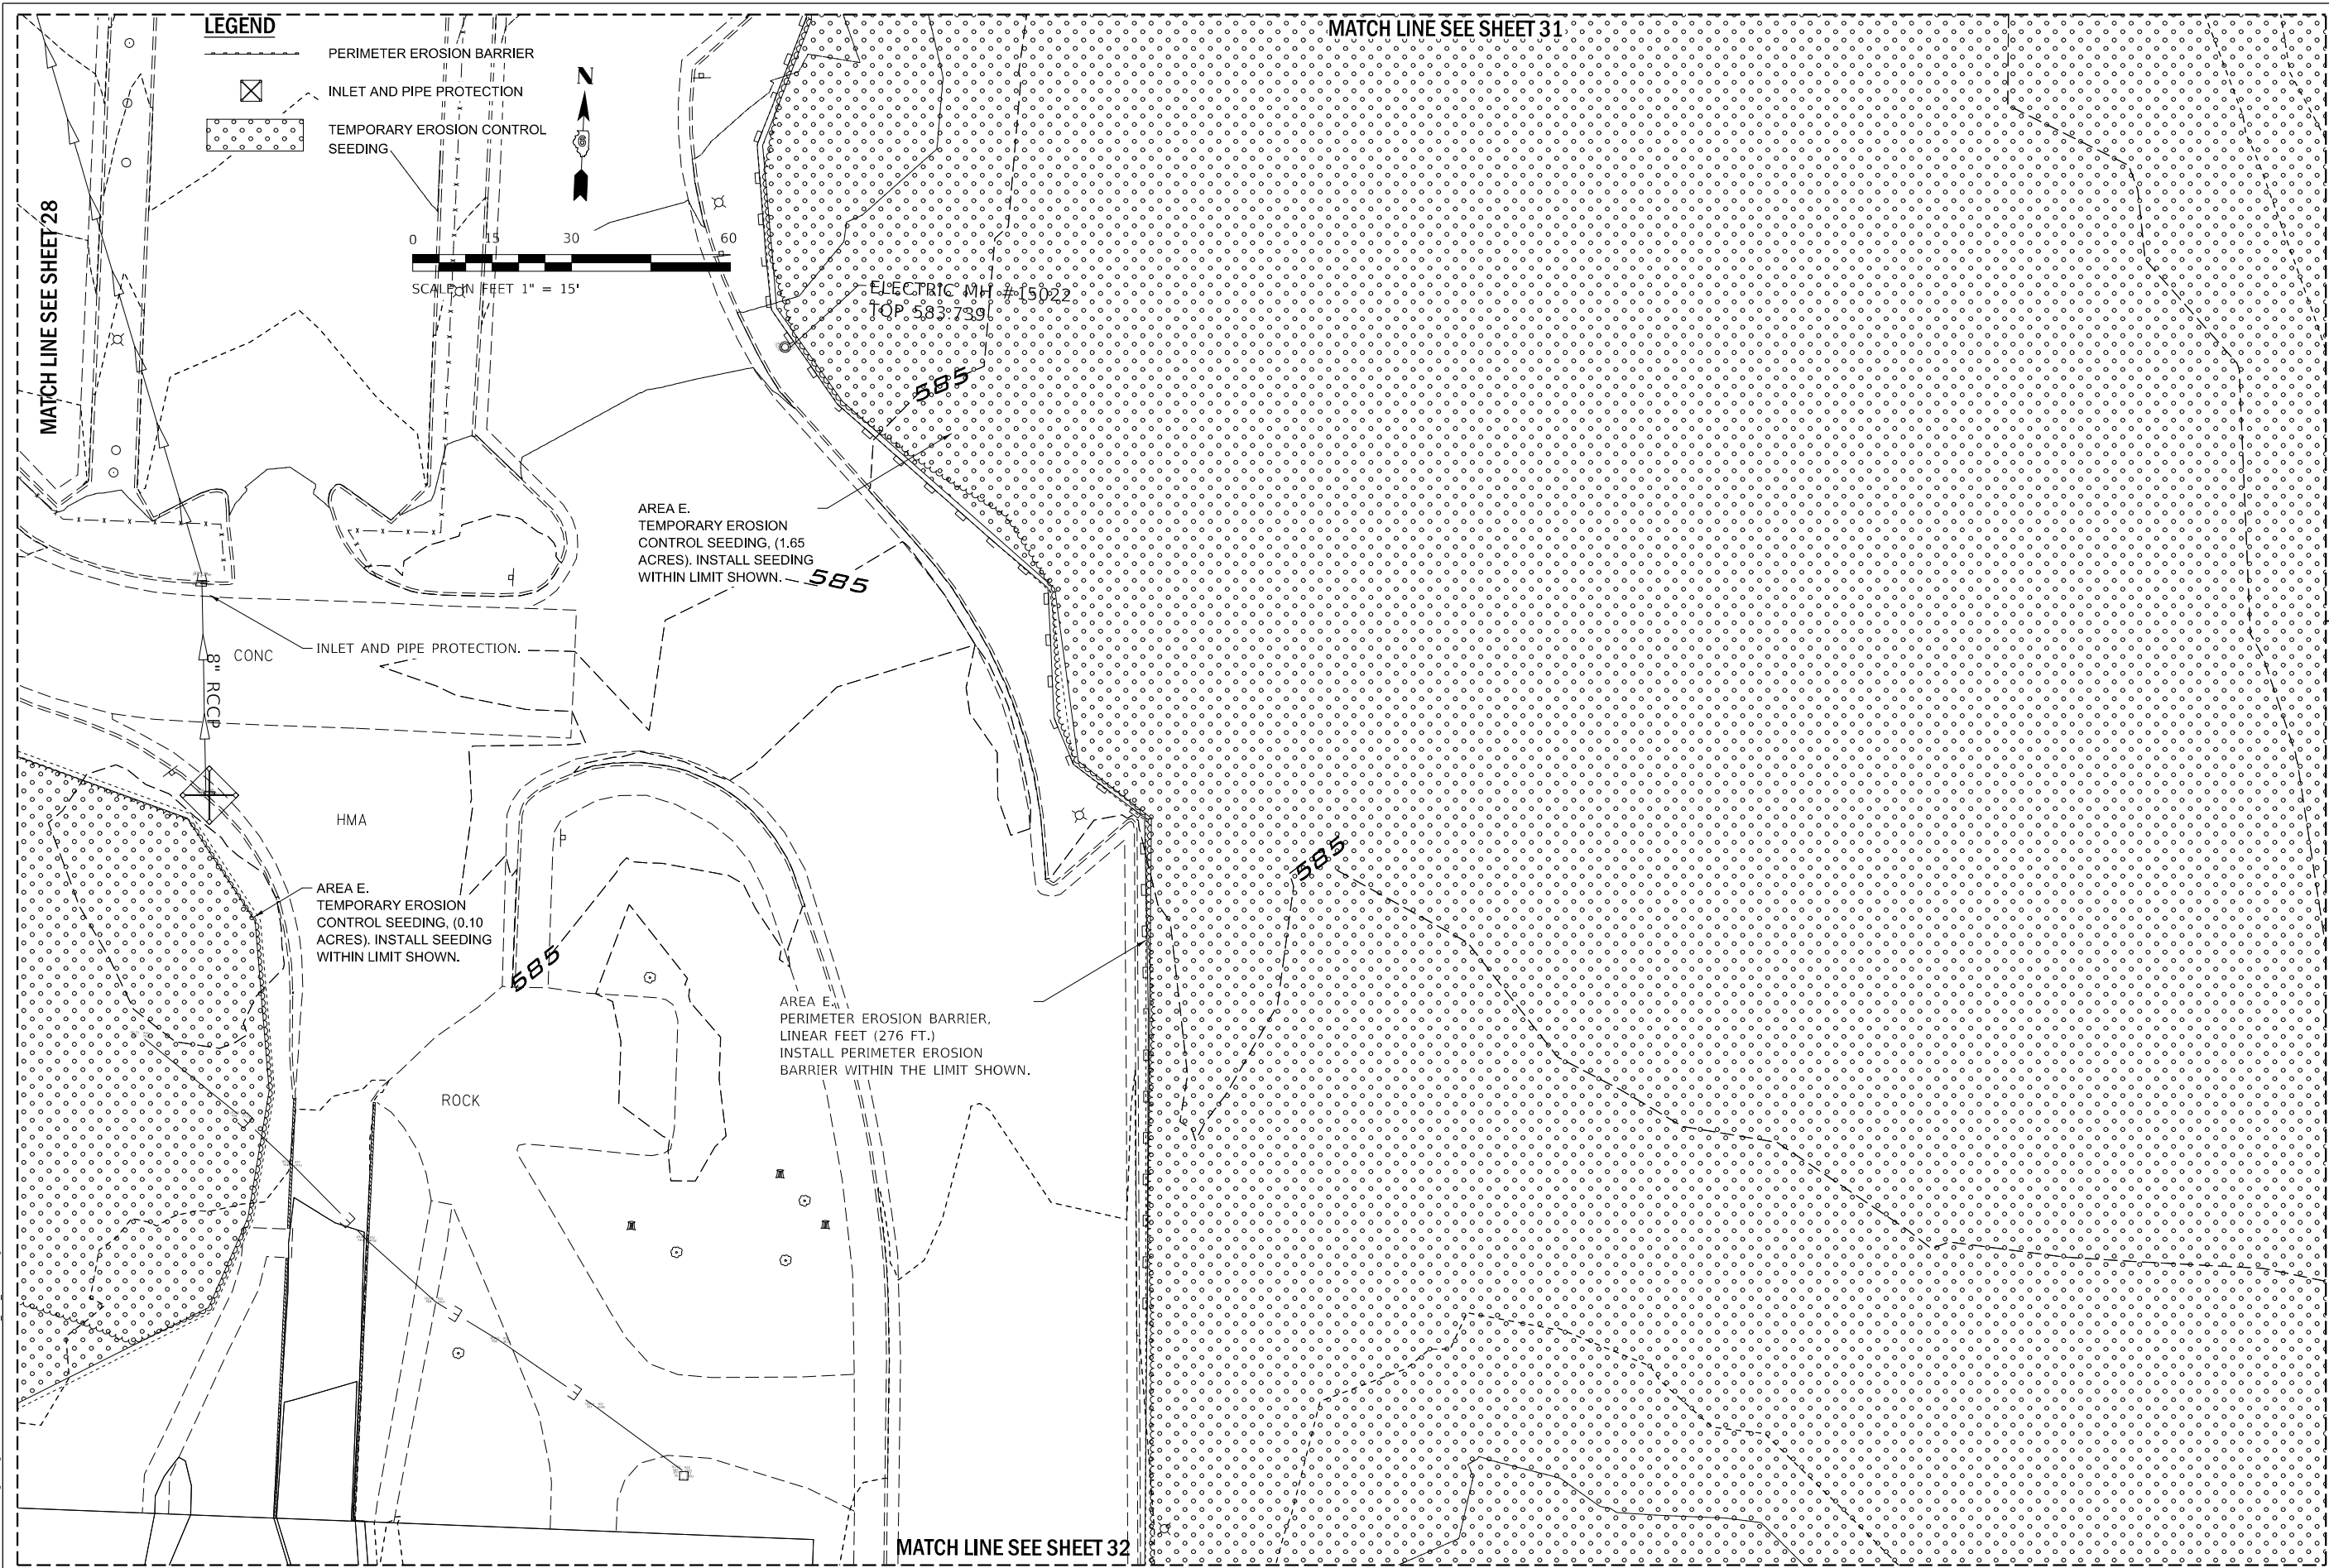 LEGEND
PERIMETER EROSION BARRIER
INLET AND PIPE PROTECTION
TEMPORARY EROSION CONTROL
SEEDING
N
6
MATCH LINE SEE SHEET 31
MATCH LINE SEE SHEET 28
0 15 30 60
SCALE IN FEET 1" = 15'
ELECTRIC MH #15022
TOP 583.739
585
AREA E.
TEMPORARY EROSION
CONTROL SEEDING, (1.65
ACRES). INSTALL SEEDING
WITHIN LIMIT SHOWN.
585
INLET AND PIPE PROTECTION.
CONC
8" RCCP
HMA
585
AREA E.
TEMPORARY EROSION
CONTROL SEEDING, (0.10
ACRES). INSTALL SEEDING
WITHIN LIMIT SHOWN.
585
AREA E.
PERIMETER EROSION BARRIER,
LINEAR FEET (276 FT.)
INSTALL PERIMETER EROSION
BARRIER WITHIN THE LIMIT SHOWN.
ROCK
MATCH LINE SEE SHEET 32